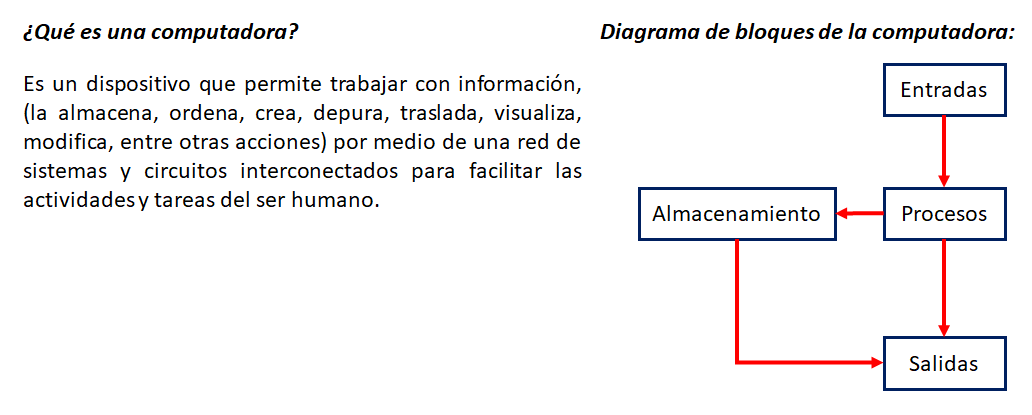 ¿Qué es una computadora?
Es un dispositivo que permite trabajar con información,
(la almacena, ordena, crea, depura, traslada, visualiza,
modifica, entre otras acciones) por medio de una red de
sistemas y circuitos interconectados para facilitar las
actividades y tareas del ser humano.
Diagrama de bloques de la computadora:
Entradas
Almacenamiento
Procesos
Salidas